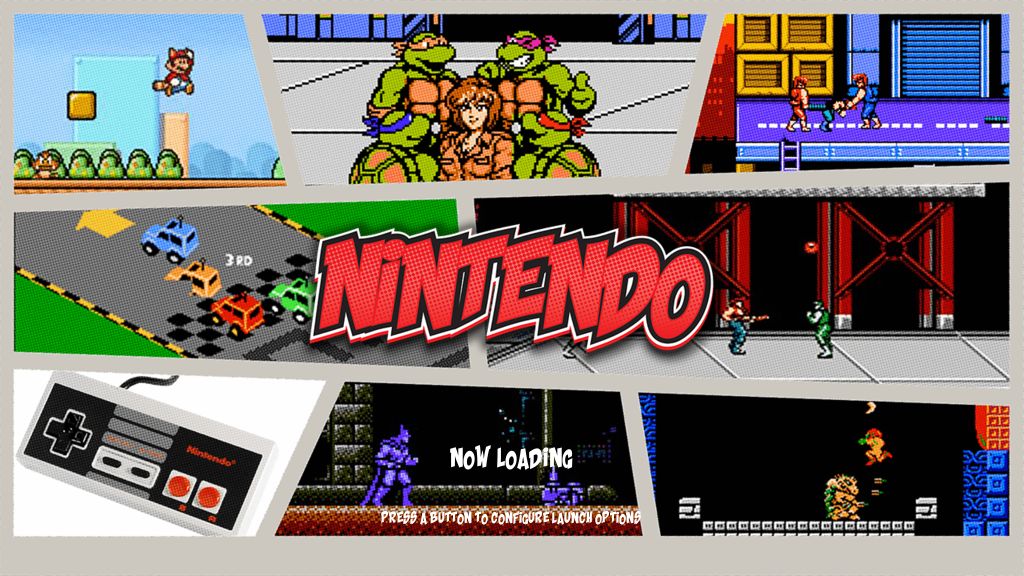 3RD
NiNTENDO
Nintendo®
NOW LOADING
PRESS A BUTTON TO CONFIGURE LAUNCH OPTIONS